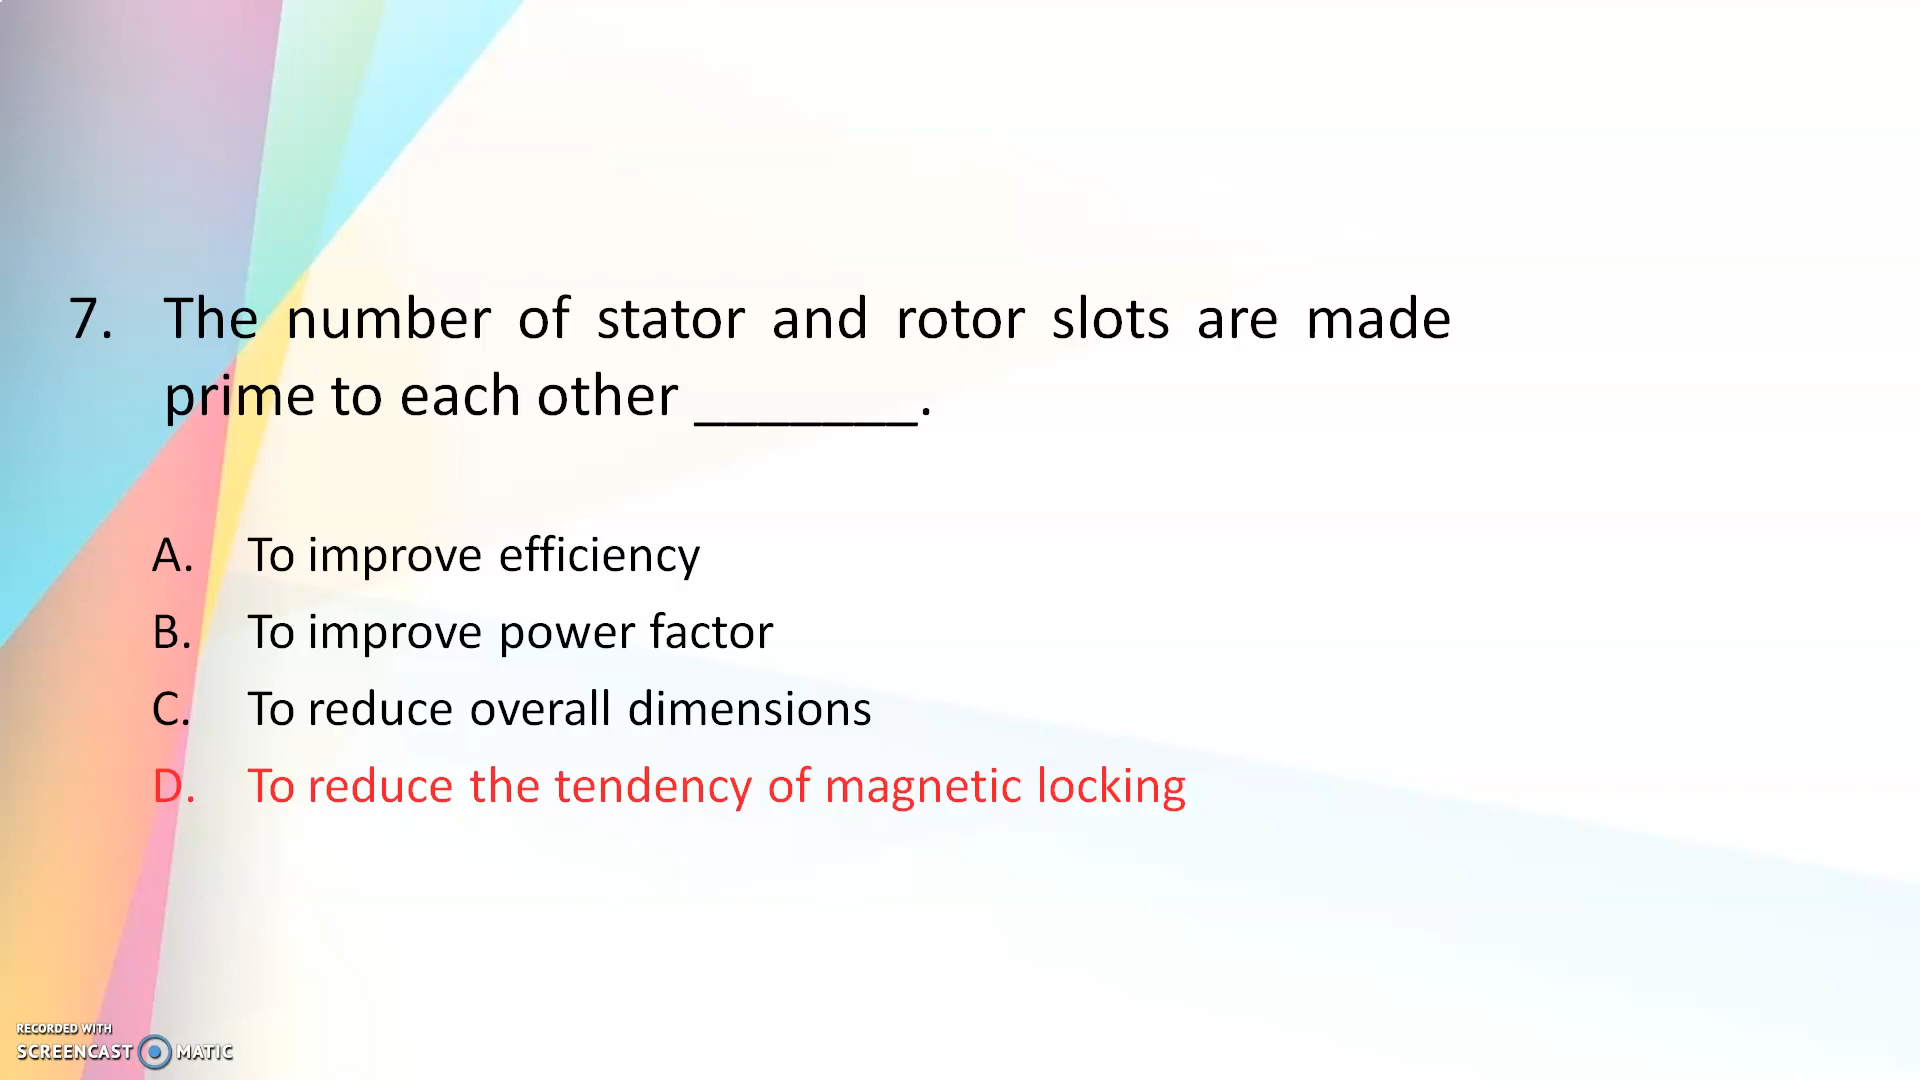 7. The number of stator and rotor slots are made
prime to each other _______.
A. To improve efficiency
B. To improve power factor
C. To reduce overall dimensions
D. To reduce the tendency of magnetic locking
RECORDED WITH
SCREENCAST MATIC